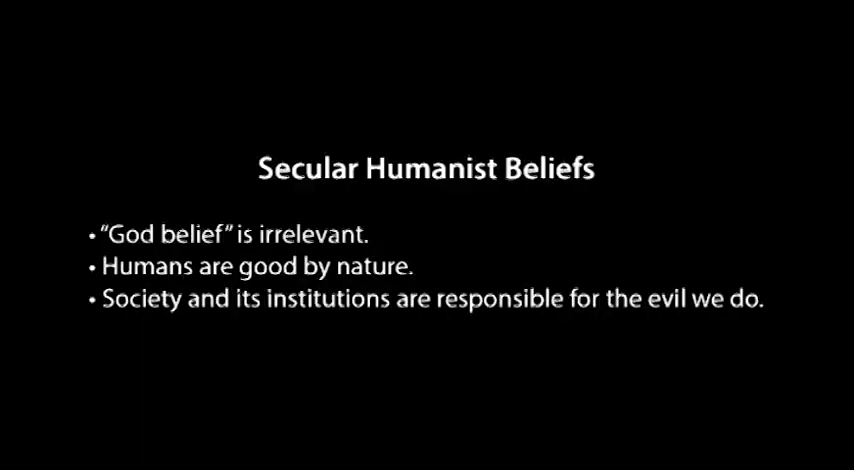 Secular Humanist Beliefs
• “God belief” is irrelevant.
• Humans are good by nature.
• Society and its institutions are responsible for the evil we do.